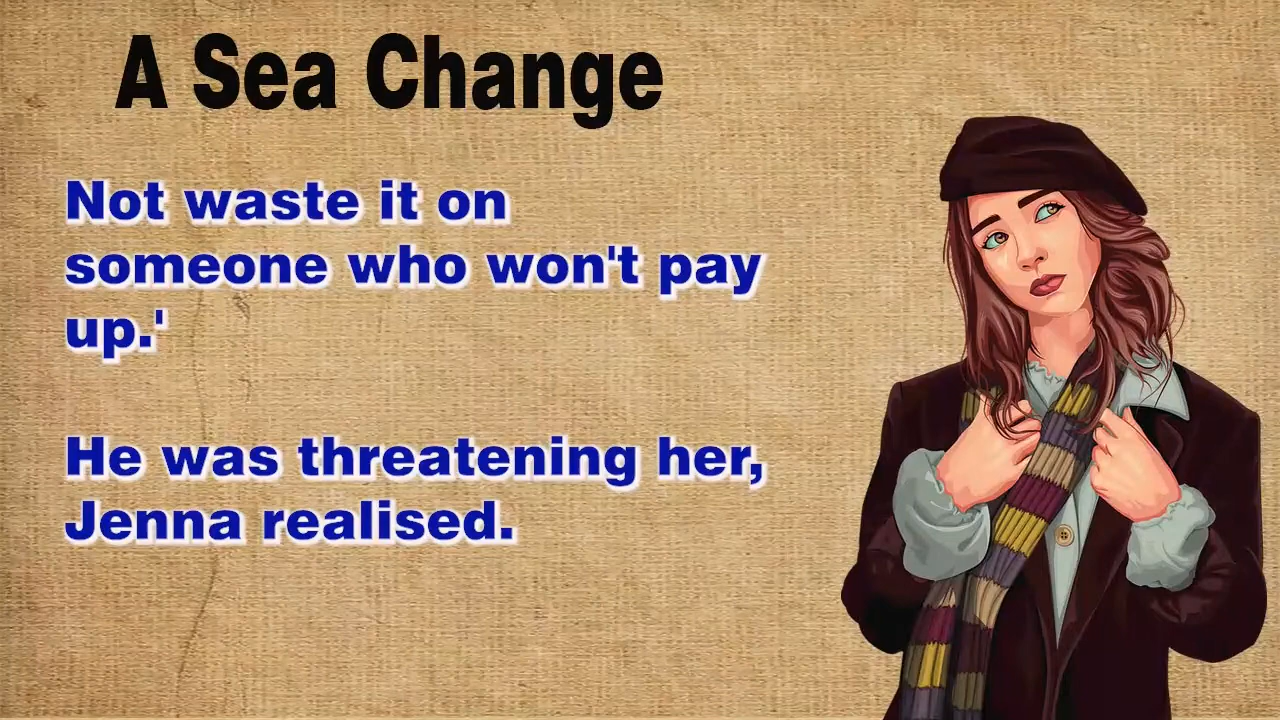 A Sea Change
Not waste it on
someone who won't pay
up.'
He was threatening her,
Jenna realised.